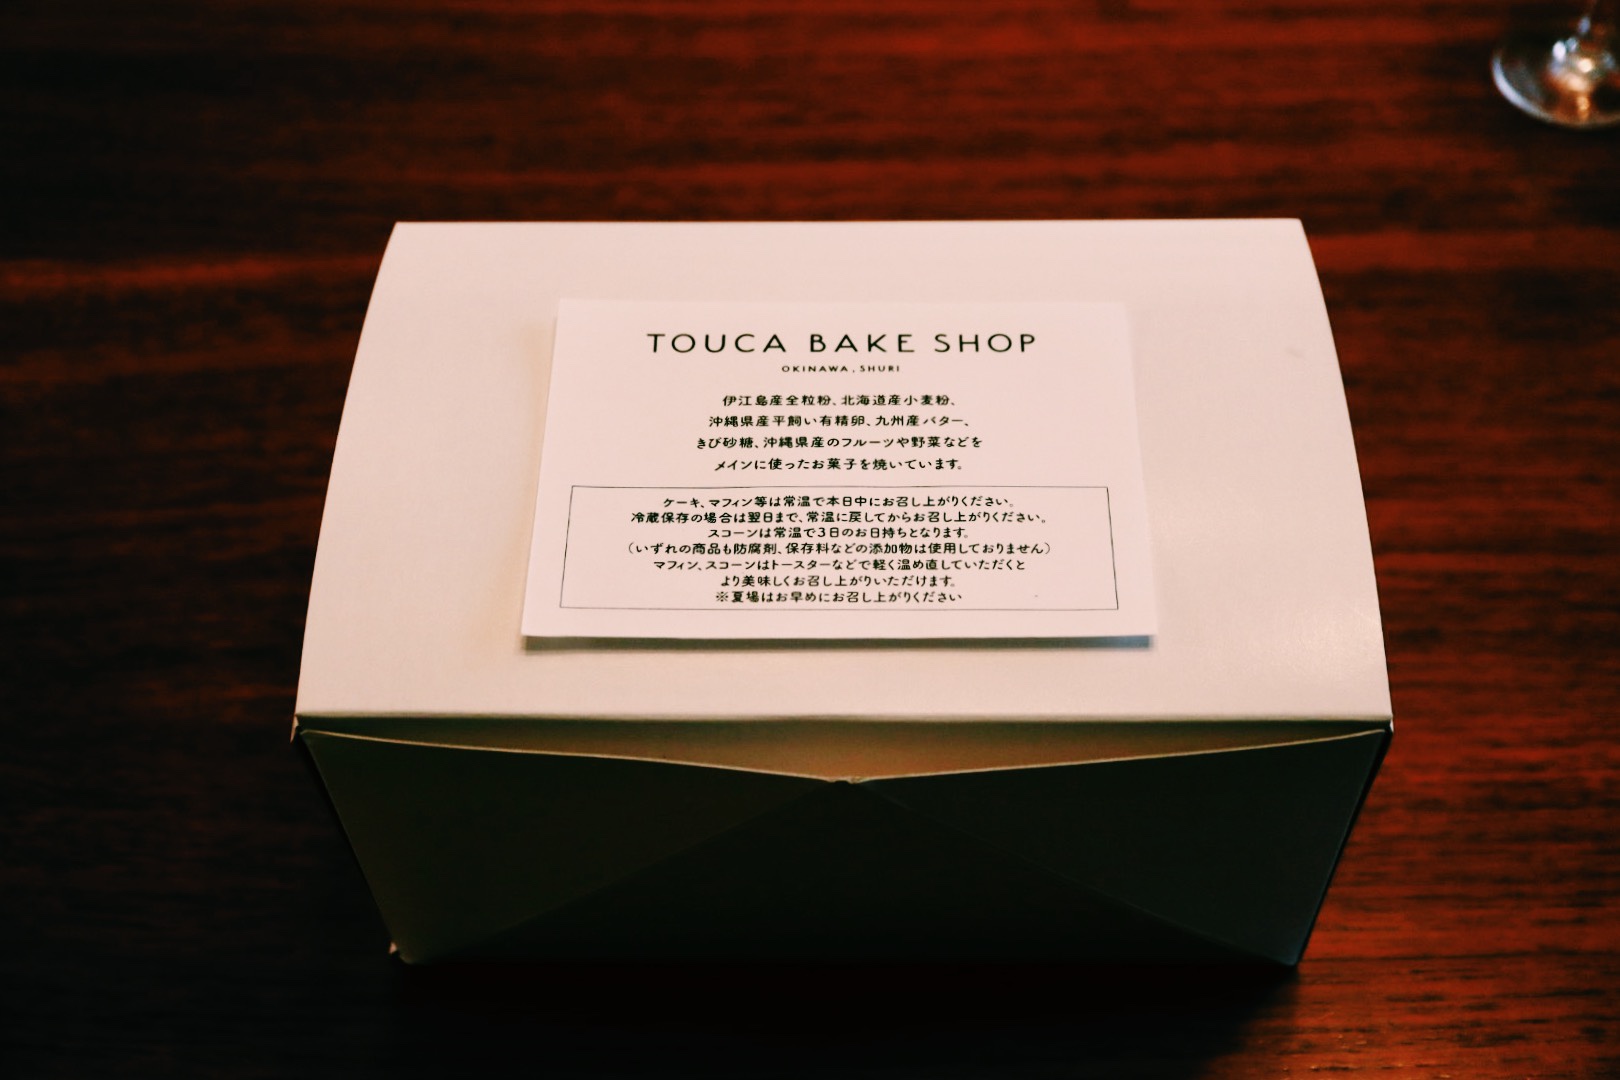 TOUCA BAKE SHOP
OKINAWA, SHURI
伊江島産全粒粉、北海道産小麦粉、
沖縄県産平飼い有精卵、九州産バター、
きび砂糖、沖縄県産のフルーツや野菜などを
メインに使ったお菓子を焼いています。
ケーキ、マフィン等は常温で本日中にお召し上がりください。
冷蔵保存の場合は翌日まで、常温に戻してからお召し上がりください。
スコーンは常温で3日のお日持ちとなります。
（いずれの商品も防腐剤、保存料などの添加物は使用しておりません）
マフィン、スコーンはトースターなどで軽く温め直していただくと
より美味しくお召し上がりいただけます。
※夏場はお早めにお召し上がりください